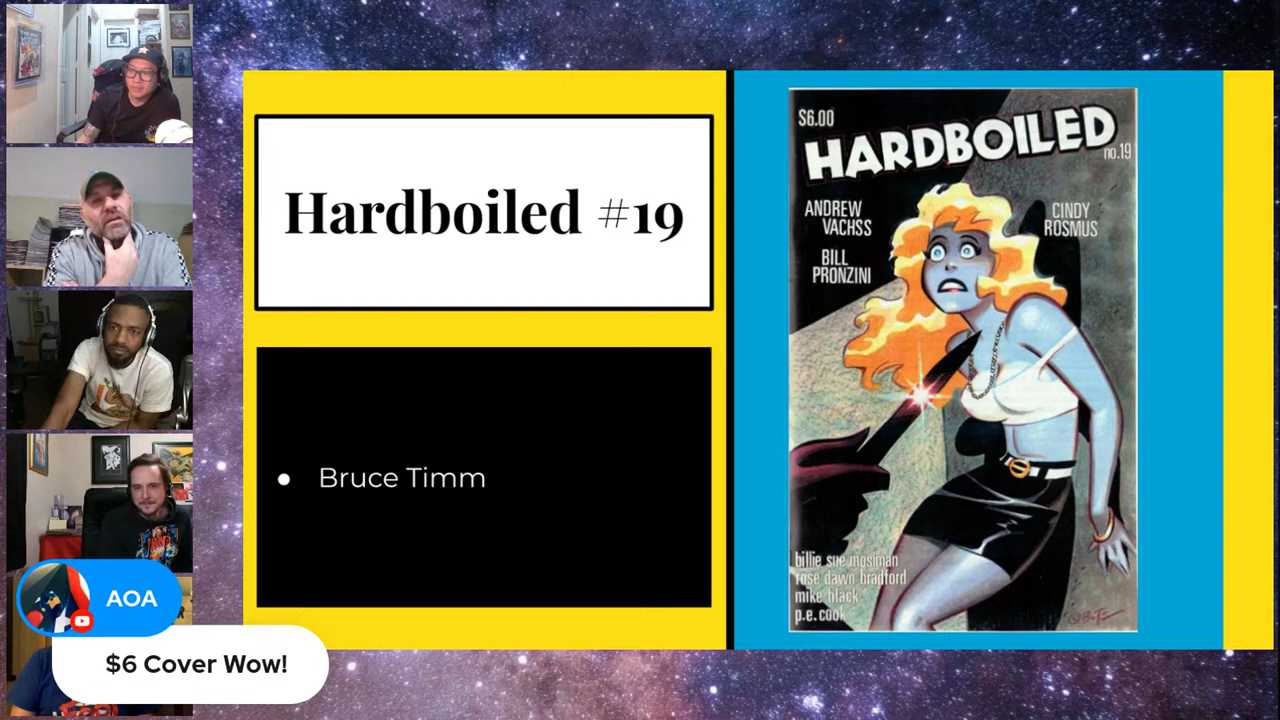 Hardboiled #19
Bruce Timm
$6.00
HARDBOILED
no.19
ANDREW
VACHSS
BILL
PRONZINI
CINDY
ROSMUS
billie sue mosiman
rose dawn bradford
mike black
p.e. cook
AOA
$6 Cover Wow!